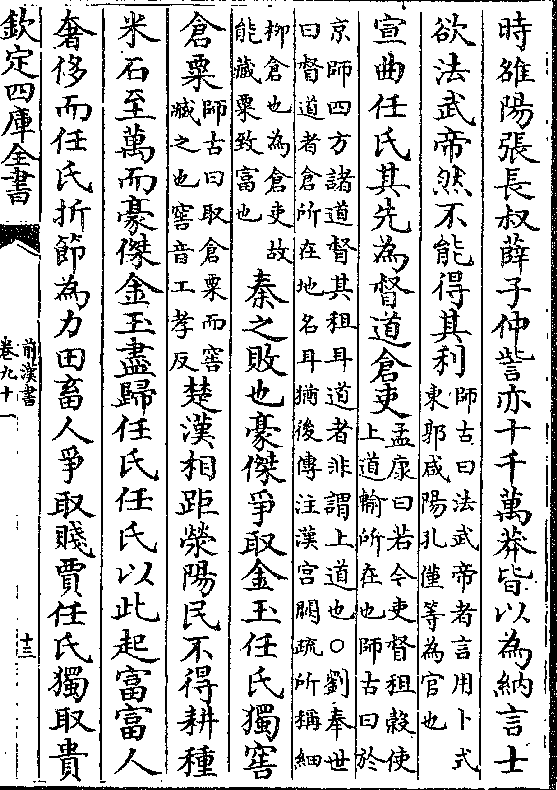 時雒陽張長叔薛子仲訾亦十千萬莽皆以為納言士
欲法武帝然不能得其利師古曰法武帝者言用卜式
東郭咸陽孔僅等為官也
宣曲任氏其先為督道倉吏孟康曰若令吏督租穀使
上道輸所在也師古曰於
京師四方諸道督其租耳道者非謂上道也○劉奉世
曰督道者倉所在地名耳猶後傳注漢宫闕疏所稱細
柳倉也為倉吏故
能藏粟致富也
秦之敗也豪傑爭取金玉任氏獨窖
倉粟師古曰取倉粟而窖
臧之也窖音工孝反
楚漢相距滎陽民不得耕種
米石至萬而豪傑金玉盡歸任氏任氏以此起富富人
奢侈而任氏折節為力田畜人爭取賤賈任氏獨取貴
欽定四庫全書
前漢書
卷九十一
十三